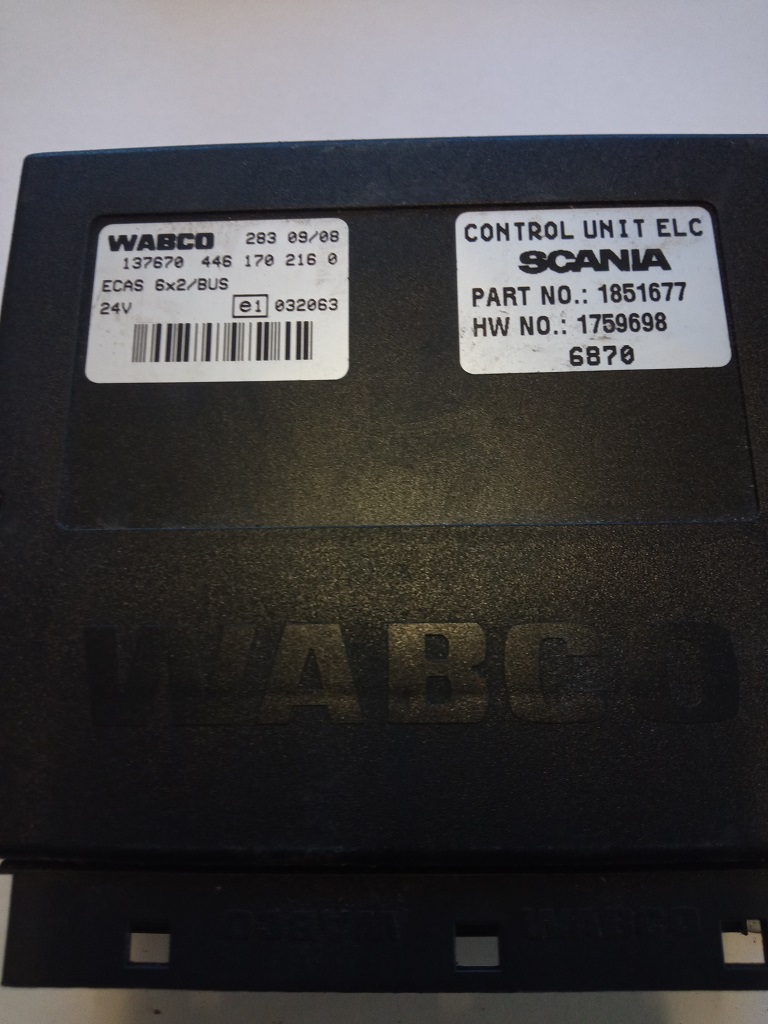 WABCO 283 09/08
137670 446 170 216 0
ECAS 6x2/BUS
24V e1 032063
CONTROL UNIT ELC
SCANIA
PART NO.: 1851677
HW NO.: 1759698
6870
WABCO
WABCO